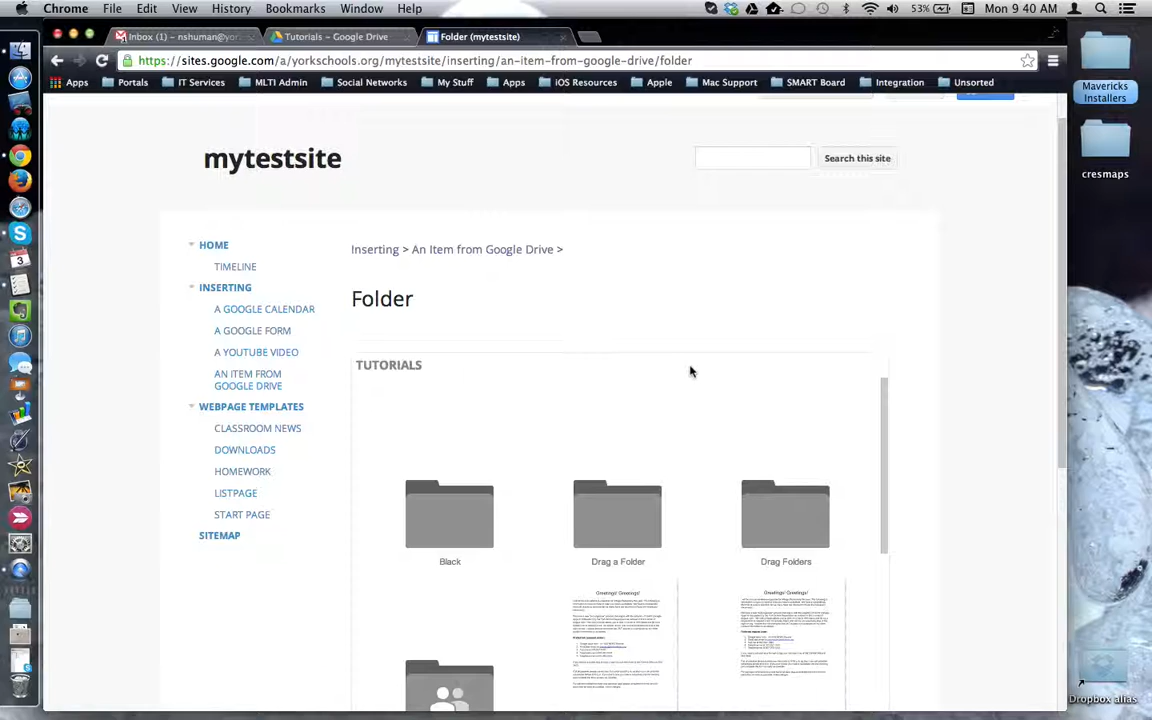 Chrome File Edit View History Bookmarks Window Help 53% Mon 9:40 AM
Inbox (1) – nshuman@yor Tutorials – Google Drive Folder (mytestsite)
https://sites.google.com/a/yorkschools.org/mytestsite/inserting/an-item-from-google-drive/folder
Apps Portals IT Services MLTI Admin Social Networks My Stuff Apps iOS Resources Apple Mac Support SMART Board Integration Unsorted
Mavericks
Installers
cresmaps
mytestsite
Search this site
HOME
TIMELINE
INSERTING
A GOOGLE CALENDAR
A GOOGLE FORM
A YOUTUBE VIDEO
AN ITEM FROM
GOOGLE DRIVE
WEBPAGE TEMPLATES
CLASSROOM NEWS
DOWNLOADS
HOMEWORK
LISTPAGE
START PAGE
SITEMAP
Inserting > An Item from Google Drive >
Folder
TUTORIALS
Black Drag a Folder Drag Folders
Greetings! Greetings! Greetings! Greetings!
Dropbox alias